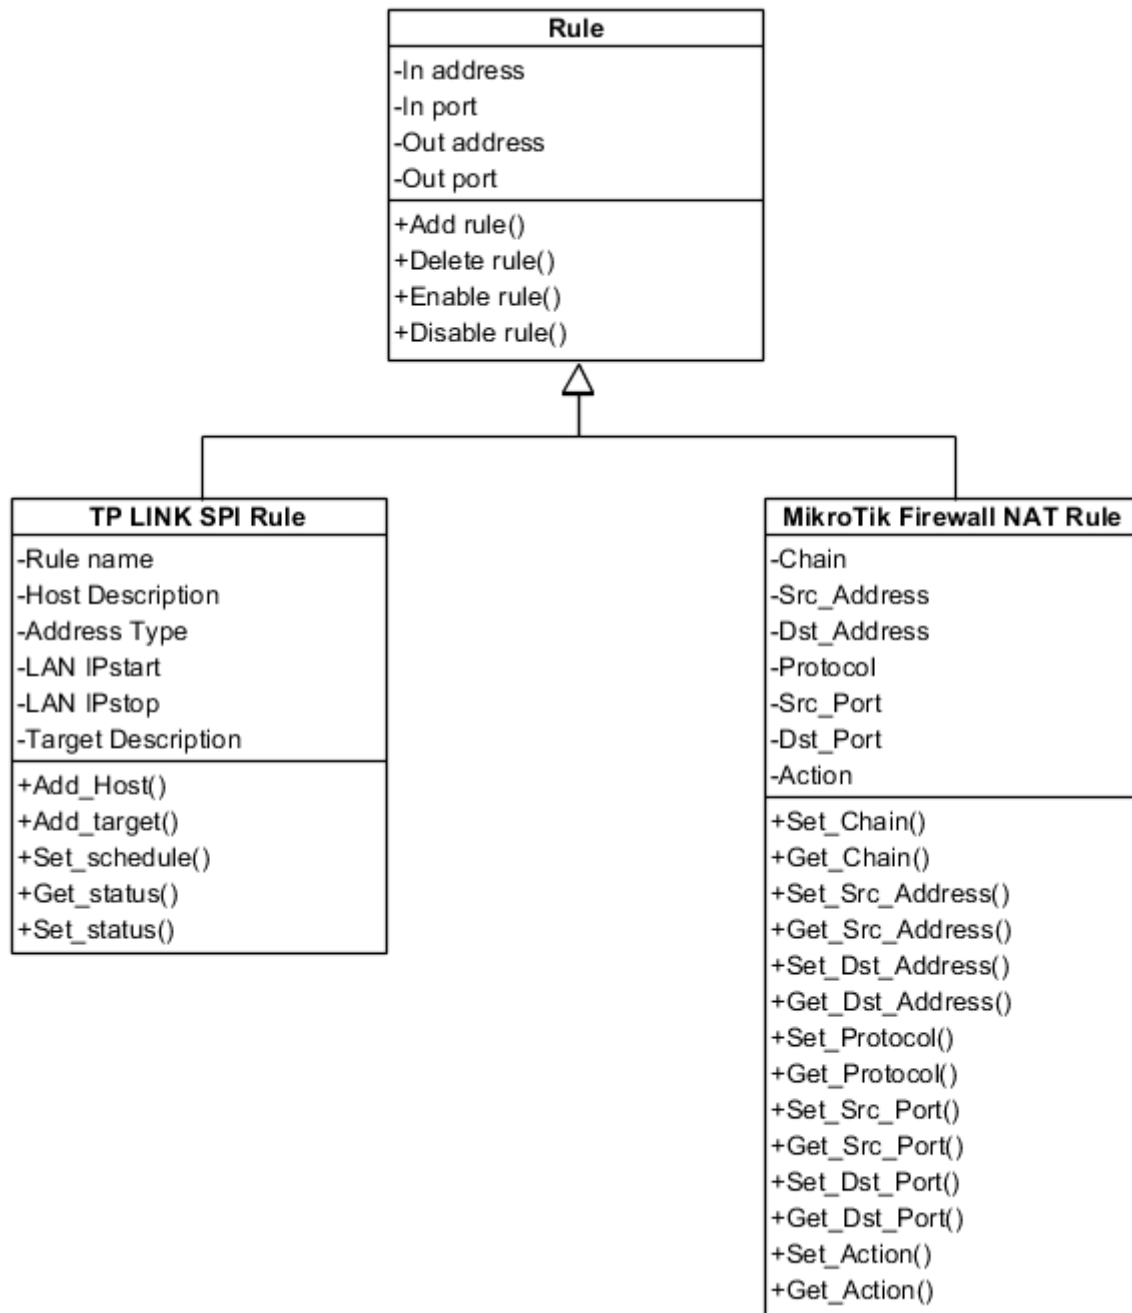 Rule
-In address
-In port
-Out address
-Out port
+Add rule()
+Delete rule()
+Enable rule()
+Disable rule()
TP LINK SPI Rule
-Rule name
-Host Description
-Address Type
-LAN IPstart
-LAN IPstop
-Target Description
+Add_Host()
+Add_target()
+Set_schedule()
+Get_status()
+Set_status()
MikroTik Firewall NAT Rule
-Chain
-Src_Address
-Dst_Address
-Protocol
-Src_Port
-Dst_Port
-Action
+Set_Chain()
+Get_Chain()
+Set_Src_Address()
+Get_Src_Address()
+Set_Dst_Address()
+Get_Dst_Address()
+Set_Protocol()
+Get_Protocol()
+Set_Src_Port()
+Get_Src_Port()
+Set_Dst_Port()
+Get_Dst_Port()
+Set_Action()
+Get_Action()